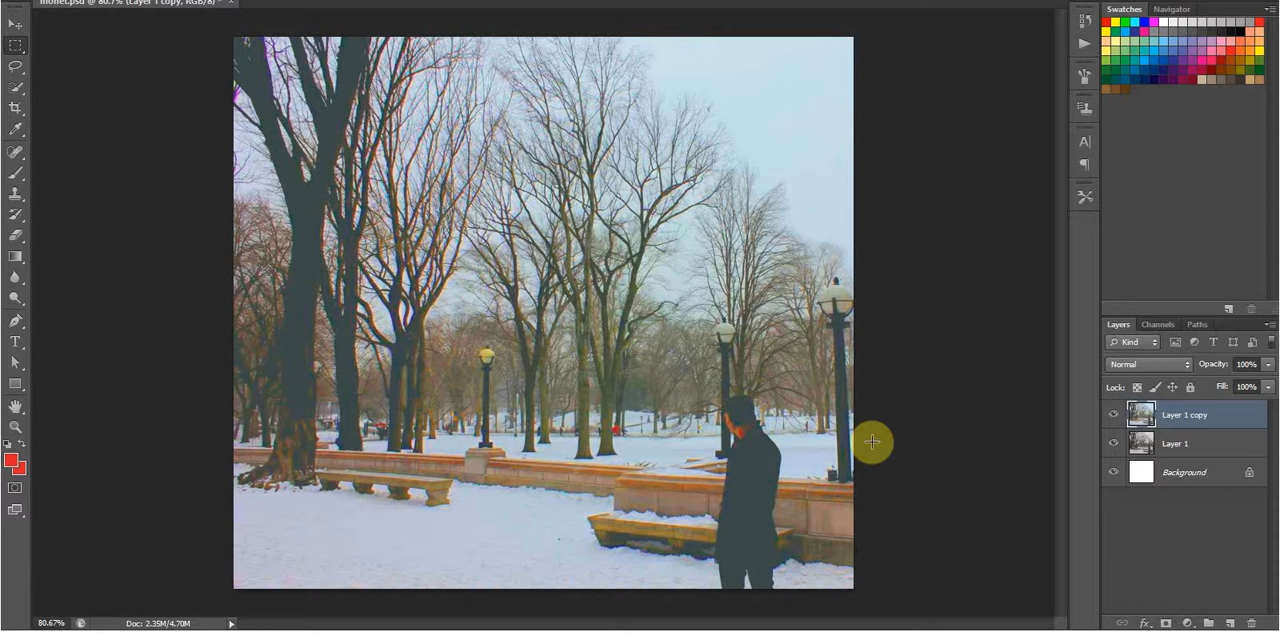 monet.psd @ 80.7% (Layer 1 copy, RGB/8) *
Swatches
Navigator
Layers
Channels
Paths
Kind
Normal
Opacity: 100%
Lock:
Fill: 100%
Layer 1 copy
Layer 1
Background
80.67%
Doc: 2.35M/4.70M
fx